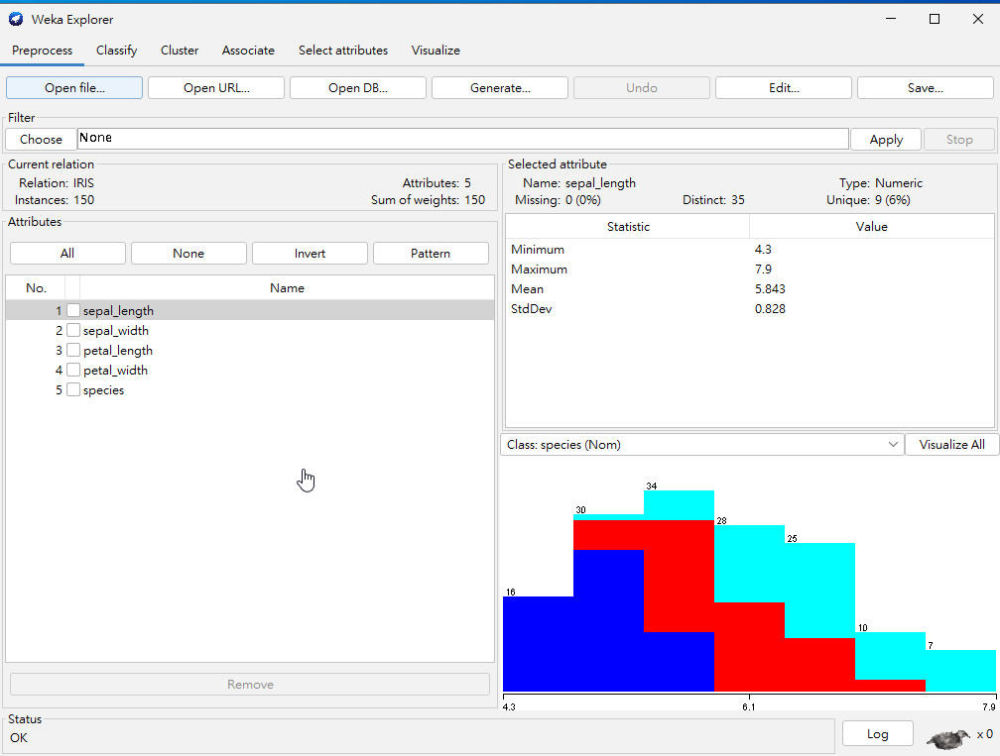 Weka Explorer
Preprocess Classify Cluster Associate Select attributes Visualize
Open file... Open URL... Open DB... Generate... Undo Edit... Save...
Filter
Choose None Apply Stop
Current relation
Relation: IRIS Attributes: 5
Instances: 150 Sum of weights: 150
Attributes
All None Invert Pattern
No. Name
1 sepal_length
2 sepal_width
3 petal_length
4 petal_width
5 species
Remove
Selected attribute
Name: sepal_length Type: Numeric
Missing: 0 (0%) Distinct: 35 Unique: 9 (6%)
Statistic Value
Minimum 4.3
Maximum 7.9
Mean 5.843
StdDev 0.828
Class: species (Nom) Visualize All
16 30 34 28 25 10 7
4.3 6.1 7.9
Status
OK Log x 0